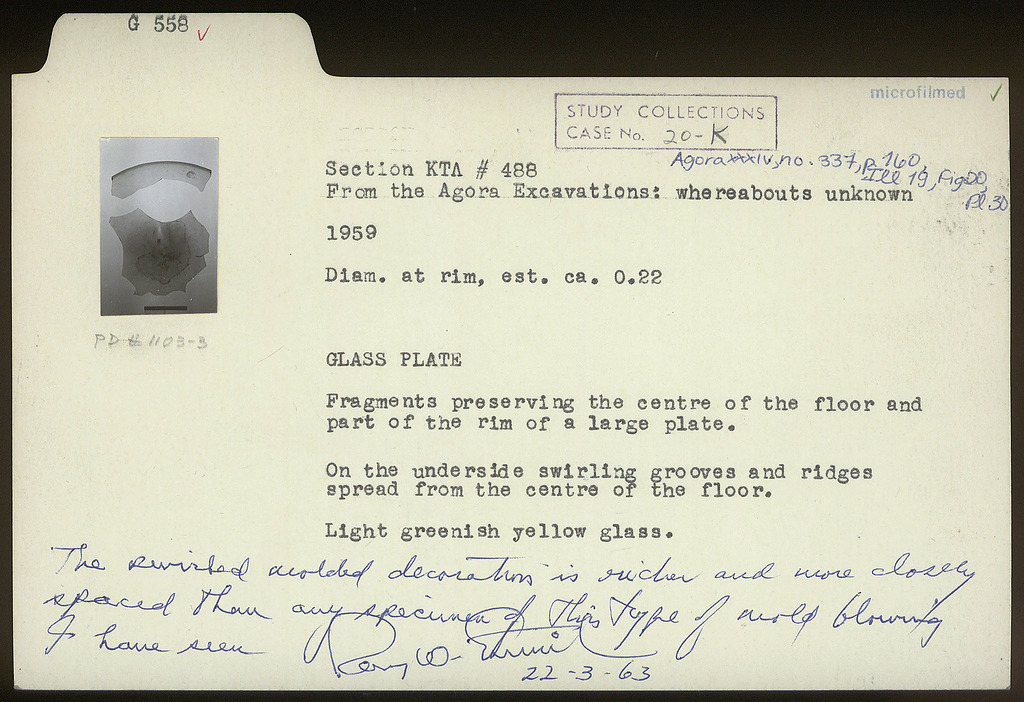 G 558
microfilmed
STUDY COLLECTIONS
CASE No. 20-K
Agora xxxiv, no. 337, p. 160,
Ill 19, Fig 20,
Pl. 30
Section KTΛ # 488
From the Agora Excavations: whereabouts unknown
1959
Diam. at rim, est. ca. 0.22
PD # 1103-3
GLASS PLATE
Fragments preserving the centre of the floor and
part of the rim of a large plate.
On the underside swirling grooves and ridges
spread from the centre of the floor.
Light greenish yellow glass.
The swirled molded decoration is richer and more closely
spaced than any specimen of this type of mold blowing
I have seen
22-3-63